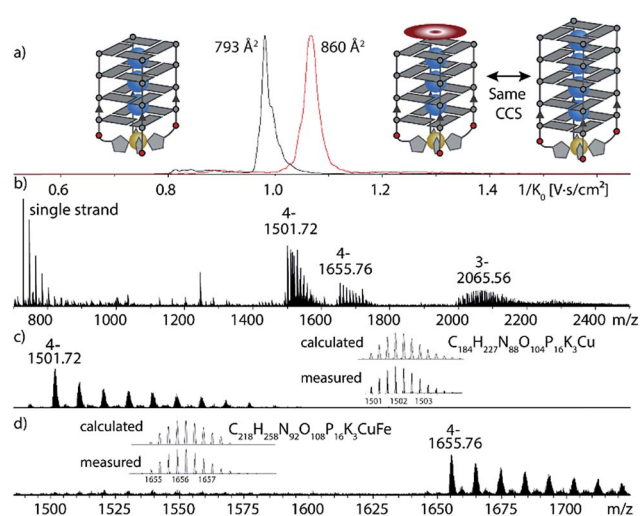 a)
793 Å²
860 Å²
Same
CCS
0.6
0.8
1.0
1.2
1.4
1/K₀ [V·s/cm²]
b)
single strand
4-
1501.72
4-
1655.76
3-
2065.56
800
1000
1200
1400
1600
1800
2000
2200
2400
m/z
c)
4-
1501.72
calculated
C₁₈₄H₂₂₇N₈₈O₁₀₄P₁₆K₃Cu
measured
1501
1502
1503
d)
calculated
C₂₁₈H₂₅₈N₉₂O₁₀₈P₁₆K₃CuFe
measured
1655
1656
1657
4-
1655.76
1500
1525
1550
1575
1600
1625
1650
1675
1700
m/z